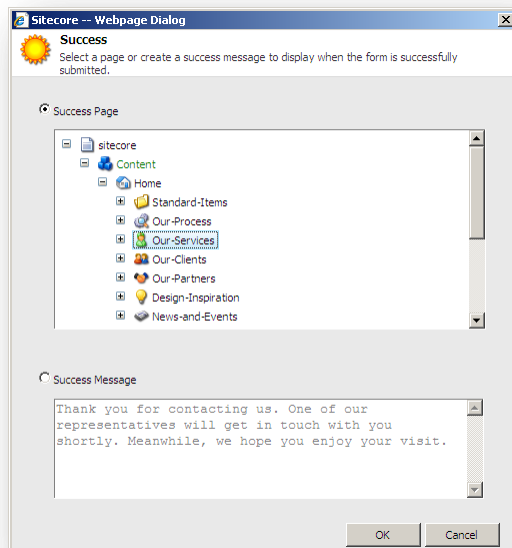 Sitecore -- Webpage Dialog
Success
Select a page or create a success message to display when the form is successfully
submitted.
Success Page
sitecore
Content
Home
Standard-Items
Our-Process
Our-Services
Our-Clients
Our-Partners
Design-Inspiration
News-and-Events
Success Message
Thank you for contacting us. One of our
representatives will get in touch with you
shortly. Meanwhile, we hope you enjoy your visit.
OK Cancel